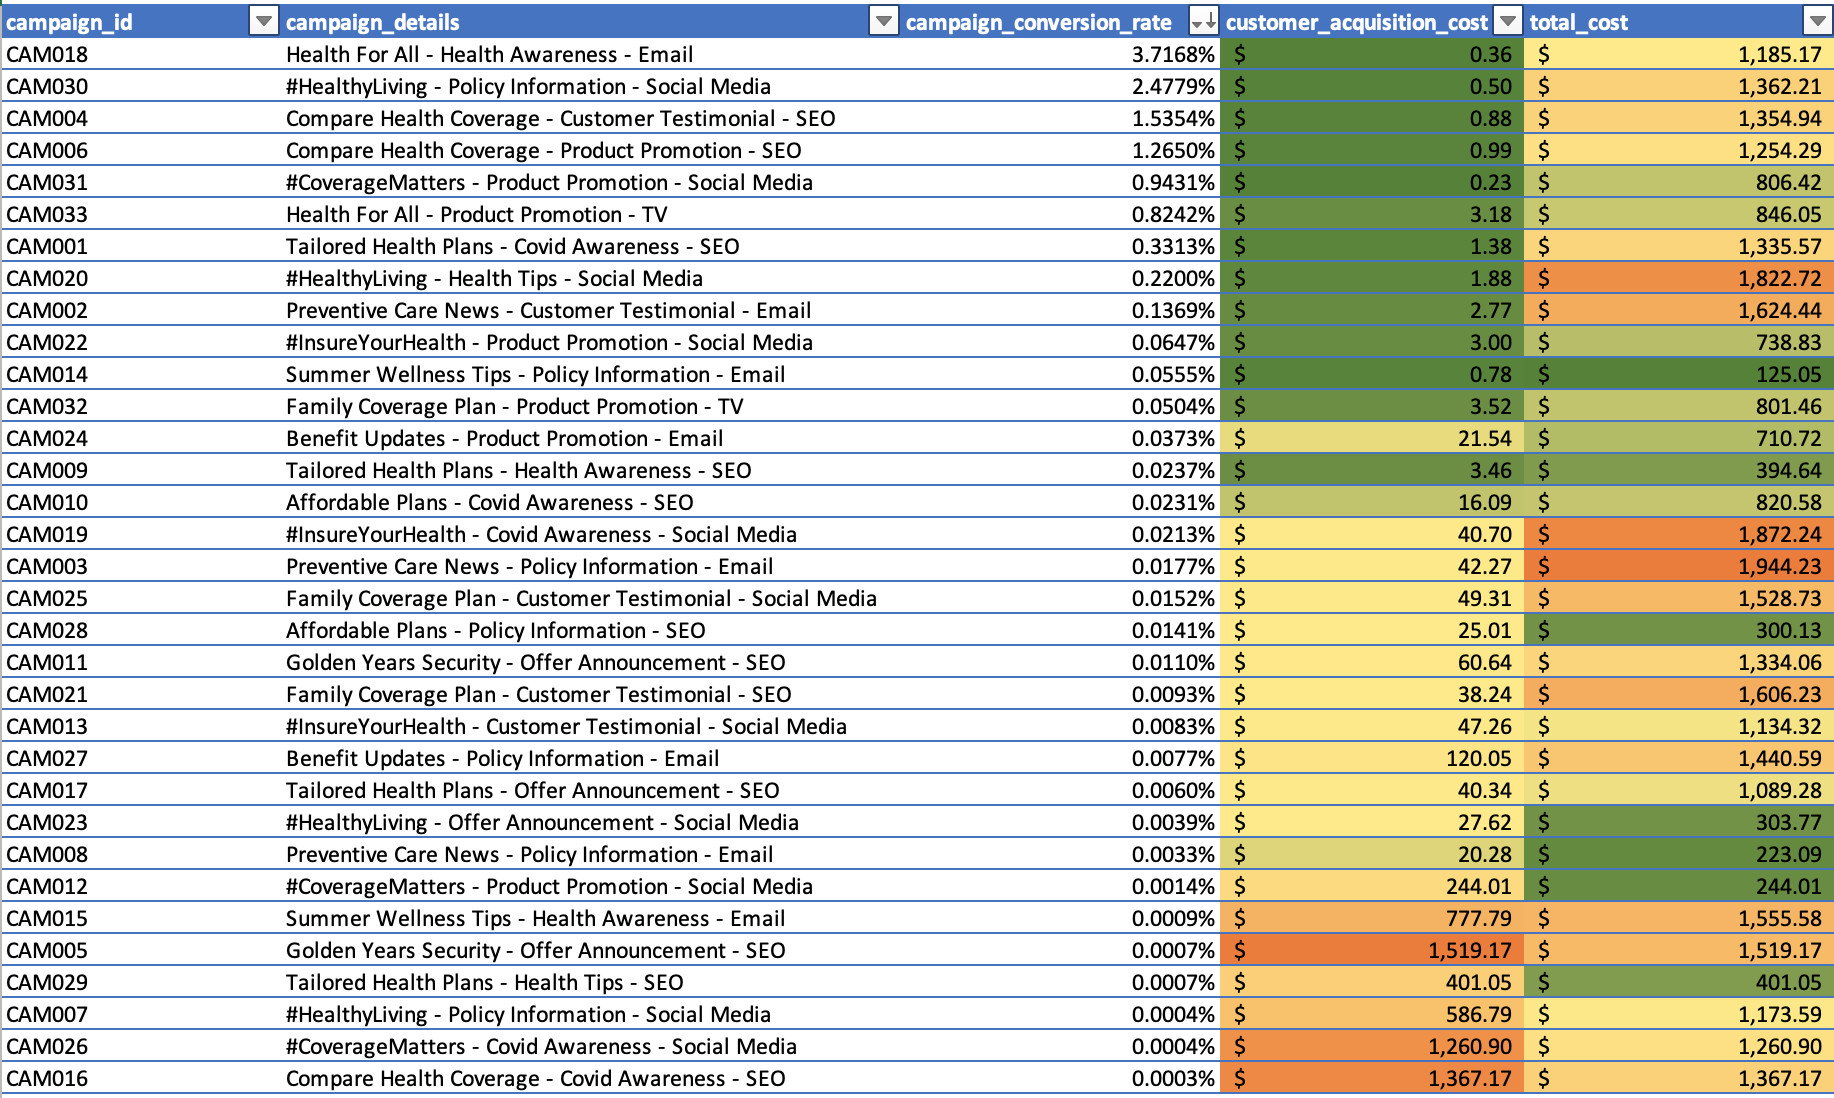 campaign_id campaign_details campaign_conversion_rate customer_acquisition_cost total_cost
CAM018 Health For All - Health Awareness - Email 3.7168% $ 0.36 $ 1,185.17
CAM030 #HealthyLiving - Policy Information - Social Media 2.4779% $ 0.50 $ 1,362.21
CAM004 Compare Health Coverage - Customer Testimonial - SEO 1.5354% $ 0.88 $ 1,354.94
CAM006 Compare Health Coverage - Product Promotion - SEO 1.2650% $ 0.99 $ 1,254.29
CAM031 #CoverageMatters - Product Promotion - Social Media 0.9431% $ 0.23 $ 806.42
CAM033 Health For All - Product Promotion - TV 0.8242% $ 3.18 $ 846.05
CAM001 Tailored Health Plans - Covid Awareness - SEO 0.3313% $ 1.38 $ 1,335.57
CAM020 #HealthyLiving - Health Tips - Social Media 0.2200% $ 1.88 $ 1,822.72
CAM002 Preventive Care News - Customer Testimonial - Email 0.1369% $ 2.77 $ 1,624.44
CAM022 #InsureYourHealth - Product Promotion - Social Media 0.0647% $ 3.00 $ 738.83
CAM014 Summer Wellness Tips - Policy Information - Email 0.0555% $ 0.78 $ 125.05
CAM032 Family Coverage Plan - Product Promotion - TV 0.0504% $ 3.52 $ 801.46
CAM024 Benefit Updates - Product Promotion - Email 0.0373% $ 21.54 $ 710.72
CAM009 Tailored Health Plans - Health Awareness - SEO 0.0237% $ 3.46 $ 394.64
CAM010 Affordable Plans - Covid Awareness - SEO 0.0231% $ 16.09 $ 820.58
CAM019 #InsureYourHealth - Covid Awareness - Social Media 0.0213% $ 40.70 $ 1,872.24
CAM003 Preventive Care News - Policy Information - Email 0.0177% $ 42.27 $ 1,944.23
CAM025 Family Coverage Plan - Customer Testimonial - Social Media 0.0152% $ 49.31 $ 1,528.73
CAM028 Affordable Plans - Policy Information - SEO 0.0141% $ 25.01 $ 300.13
CAM011 Golden Years Security - Offer Announcement - SEO 0.0110% $ 60.64 $ 1,334.06
CAM021 Family Coverage Plan - Customer Testimonial - SEO 0.0093% $ 38.24 $ 1,606.23
CAM013 #InsureYourHealth - Customer Testimonial - Social Media 0.0083% $ 47.26 $ 1,134.32
CAM027 Benefit Updates - Policy Information - Email 0.0077% $ 120.05 $ 1,440.59
CAM017 Tailored Health Plans - Offer Announcement - SEO 0.0060% $ 40.34 $ 1,089.28
CAM023 #HealthyLiving - Offer Announcement - Social Media 0.0039% $ 27.62 $ 303.77
CAM008 Preventive Care News - Policy Information - Email 0.0033% $ 20.28 $ 223.09
CAM012 #CoverageMatters - Product Promotion - Social Media 0.0014% $ 244.01 $ 244.01
CAM015 Summer Wellness Tips - Health Awareness - Email 0.0009% $ 777.79 $ 1,555.58
CAM005 Golden Years Security - Offer Announcement - SEO 0.0007% $ 1,519.17 $ 1,519.17
CAM029 Tailored Health Plans - Health Tips - SEO 0.0007% $ 401.05 $ 401.05
CAM007 #HealthyLiving - Policy Information - Social Media 0.0004% $ 586.79 $ 1,173.59
CAM026 #CoverageMatters - Covid Awareness - Social Media 0.0004% $ 1,260.90 $ 1,260.90
CAM016 Compare Health Coverage - Covid Awareness - SEO 0.0003% $ 1,367.17 $ 1,367.17